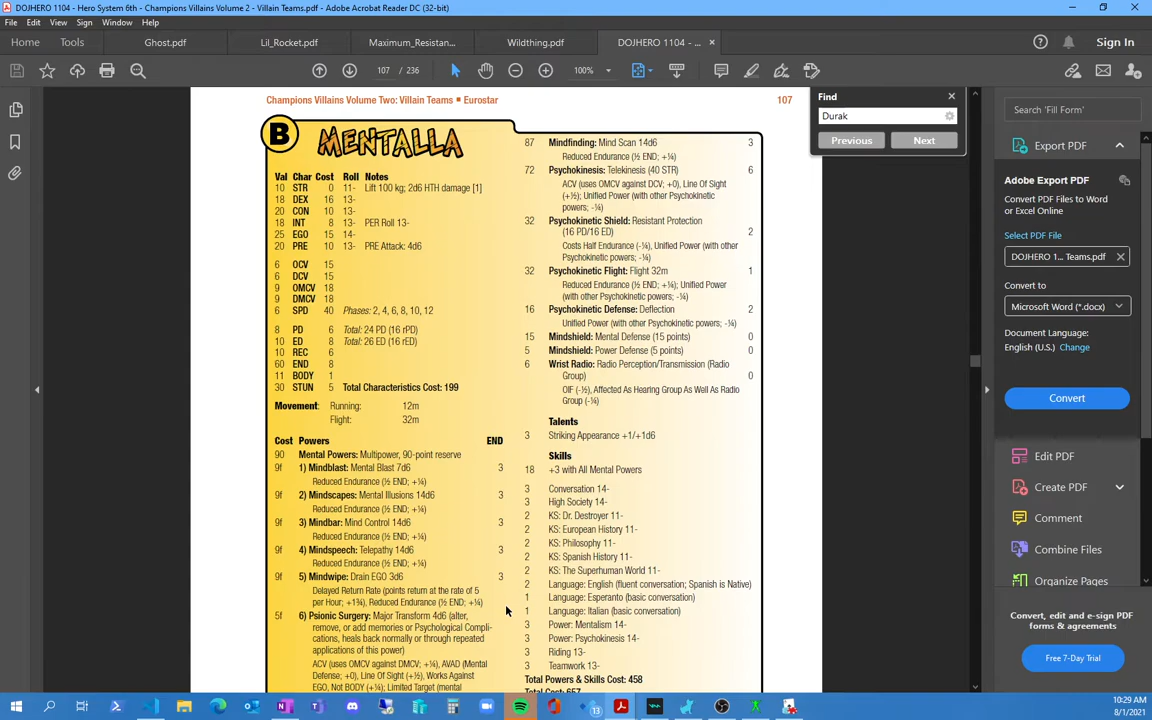 DOJHERO 1104 - Hero System 6th - Champions Villains Volume 2 - Villain Teams.pdf - Adobe Acrobat Reader DC (32-bit)
File Edit View Sign Window Help
Home Tools Ghost.pdf Lil_Rocket.pdf Maximum_Resistan... Wildthing.pdf DOJHERO 1104 - ... × Sign In
107 / 236 100%
Champions Villains Volume Two: Villain Teams ■ Eurostar 107
B MENTALLA
Val Char Cost Roll Notes
10 STR 0 11- Lift 100 kg; 2d6 HTH damage [1]
18 DEX 16 13-
20 CON 10 13-
18 INT 8 13- PER Roll 13-
25 EGO 15 14-
20 PRE 10 13- PRE Attack: 4d6
6 OCV 15
6 DCV 15
9 OMCV 18
9 DMCV 18
6 SPD 40 Phases: 2, 4, 6, 8, 10, 12
8 PD 6 Total: 24 PD (16 rPD)
10 ED 8 Total: 26 ED (16 rED)
10 REC 6
60 END 8
11 BODY 1
30 STUN 5 Total Characteristics Cost: 199
Movement: Running: 12m
Flight: 32m
Cost Powers END
90 Mental Powers: Multipower, 90-point reserve
9f 1) Mindblast: Mental Blast 7d6 3
Reduced Endurance (½ END; +¼)
9f 2) Mindscapes: Mental Illusions 14d6 3
Reduced Endurance (½ END; +¼)
9f 3) Mindbar: Mind Control 14d6 3
Reduced Endurance (½ END; +¼)
9f 4) Mindspeech: Telepathy 14d6 3
Reduced Endurance (½ END; +¼)
9f 5) Mindwipe: Drain EGO 3d6 3
Delayed Return Rate (points return at the rate of 5
per Hour; +1¾), Reduced Endurance (½ END; +¼)
5f 6) Psionic Surgery: Major Transform 4d6 (alter,
remove, or add memories or Psychological Compli-
cations, heals back normally or through repeated
applications of this power)
ACV (uses OMCV against DMCV; +¼), AVAD (Mental
Defense; +0), Line Of Sight (+½), Works Against
EGO, Not BODY (+¼); Limited Target (mental
87 Mindfinding: Mind Scan 14d6 3
Reduced Endurance (½ END; +¼)
72 Psychokinesis: Telekinesis (40 STR) 6
ACV (uses OMCV against DCV; +0), Line Of Sight
(+½); Unified Power (with other Psychokinetic
powers; -¼)
32 Psychokinetic Shield: Resistant Protection
(16 PD/16 ED) 2
Costs Half Endurance (-¼), Unified Power (with other
Psychokinetic powers; -¼)
32 Psychokinetic Flight: Flight 32m 1
Reduced Endurance (½ END; +¼); Unified Power
(with other Psychokinetic powers; -¼)
16 Psychokinetic Defense: Deflection 2
Unified Power (with other Psychokinetic powers; -¼)
15 Mindshield: Mental Defense (15 points) 0
5 Mindshield: Power Defense (5 points) 0
6 Wrist Radio: Radio Perception/Transmission (Radio
Group) 0
OIF (-½), Affected As Hearing Group As Well As Radio
Group (-¼)
Talents
3 Striking Appearance +1/+1d6
Skills
18 +3 with All Mental Powers
3 Conversation 14-
3 High Society 14-
2 KS: Dr. Destroyer 11-
2 KS: European History 11-
2 KS: Philosophy 11-
2 KS: Spanish History 11-
2 KS: The Superhuman World 11-
2 Language: English (fluent conversation; Spanish is Native)
1 Language: Esperanto (basic conversation)
1 Language: Italian (basic conversation)
3 Power: Mentalism 14-
3 Power: Psychokinesis 14-
3 Riding 13-
3 Teamwork 13-
Total Powers & Skills Cost: 458
Total Cost: 657
Find
Durak
Previous Next
Search 'Fill Form'
Export PDF
Adobe Export PDF
Convert PDF Files to Word
or Excel Online
Select PDF File
DOJHERO 1... Teams.pdf
Convert to
Microsoft Word (*.docx)
Document Language:
English (U.S.) Change
Convert
Edit PDF
Create PDF
Comment
Combine Files
Organize Pages
Convert, edit and e-sign PDF
forms & agreements
Free 7-Day Trial
13
10:29 AM
8/1/2021